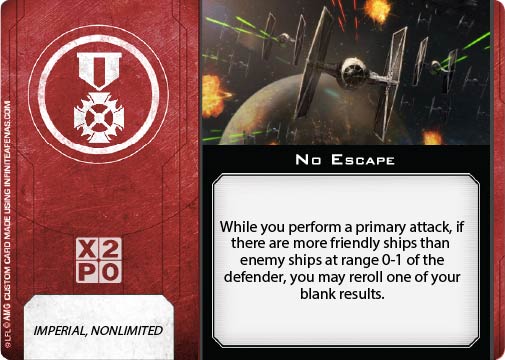 No Escape
While you perform a primary attack, if
there are more friendly ships than
enemy ships at range 0-1 of the
defender, you may reroll one of your
blank results.
X2
PO
IMPERIAL, NONLIMITED
©LFL ©AMG CUSTOM CARD MADE USING INFINITEARENAS.COM